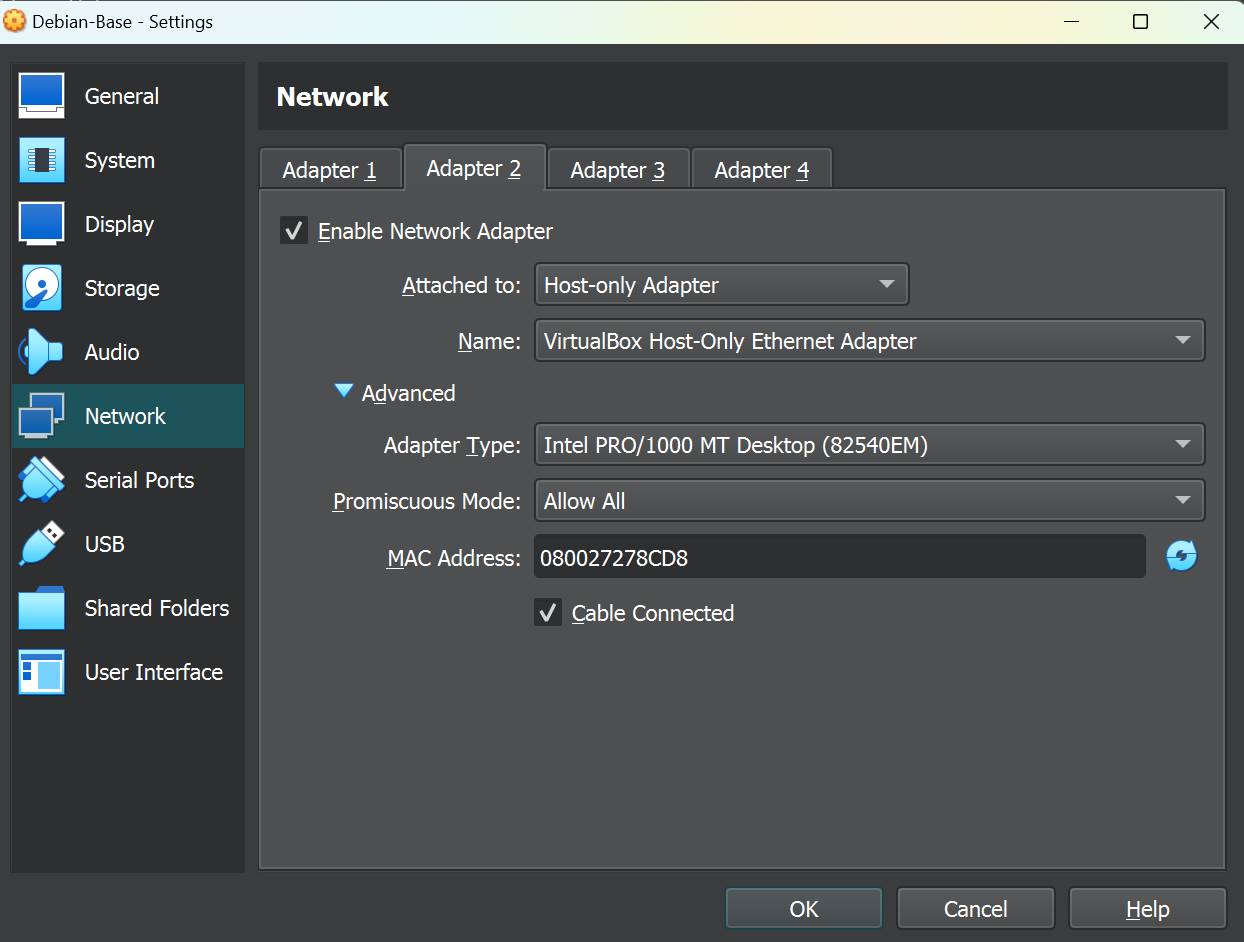 Debian-Base - Settings
General
System
Display
Storage
Audio
Network
Serial Ports
USB
Shared Folders
User Interface
Network
Adapter 1 Adapter 2 Adapter 3 Adapter 4
Enable Network Adapter
Attached to: Host-only Adapter
Name: VirtualBox Host-Only Ethernet Adapter
Advanced
Adapter Type: Intel PRO/1000 MT Desktop (82540EM)
Promiscuous Mode: Allow All
MAC Address: 080027278CD8
Cable Connected
OK Cancel Help